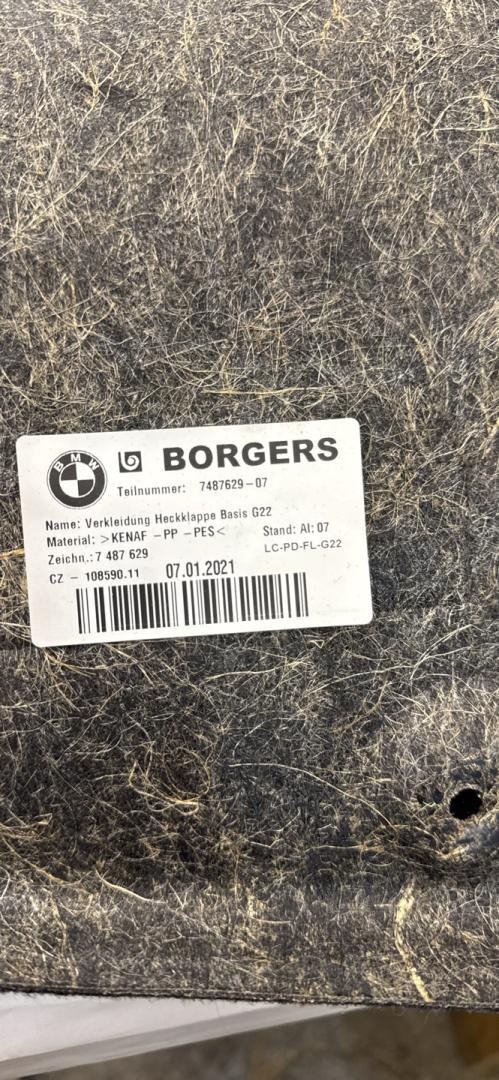 BMW
BORGERS
Teilnummer: 7487629-07
Name: Verkleidung Heckklappe Basis G22
Material: >KENAF -PP -PES< Stand: AI: 07
Zeichn.: 7 487 629 LC-PD-FL-G22
CZ - 108590.11 07.01.2021